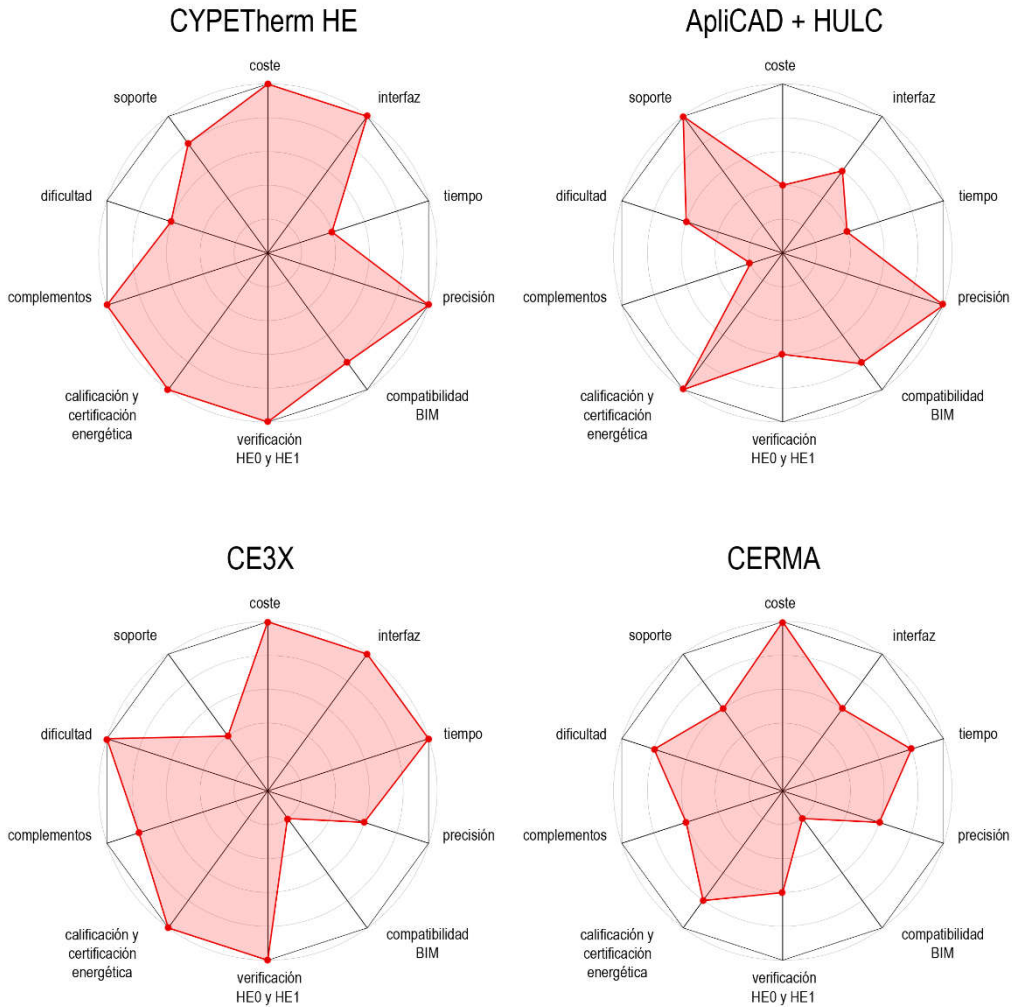 CYPETherm HE
coste
interfaz
tiempo
precisión
compatibilidad
BIM
verificación
HE0 y HE1
calificación y
certificación
energética
complementos
dificultad
soporte
ApliCAD + HULC
coste
interfaz
tiempo
precisión
compatibilidad
BIM
verificación
HE0 y HE1
calificación y
certificación
energética
complementos
dificultad
soporte
CE3X
coste
interfaz
tiempo
precisión
compatibilidad
BIM
verificación
HE0 y HE1
calificación y
certificación
energética
complementos
dificultad
soporte
CERMA
coste
interfaz
tiempo
precisión
compatibilidad
BIM
verificación
HE0 y HE1
calificación y
certificación
energética
complementos
dificultad
soporte